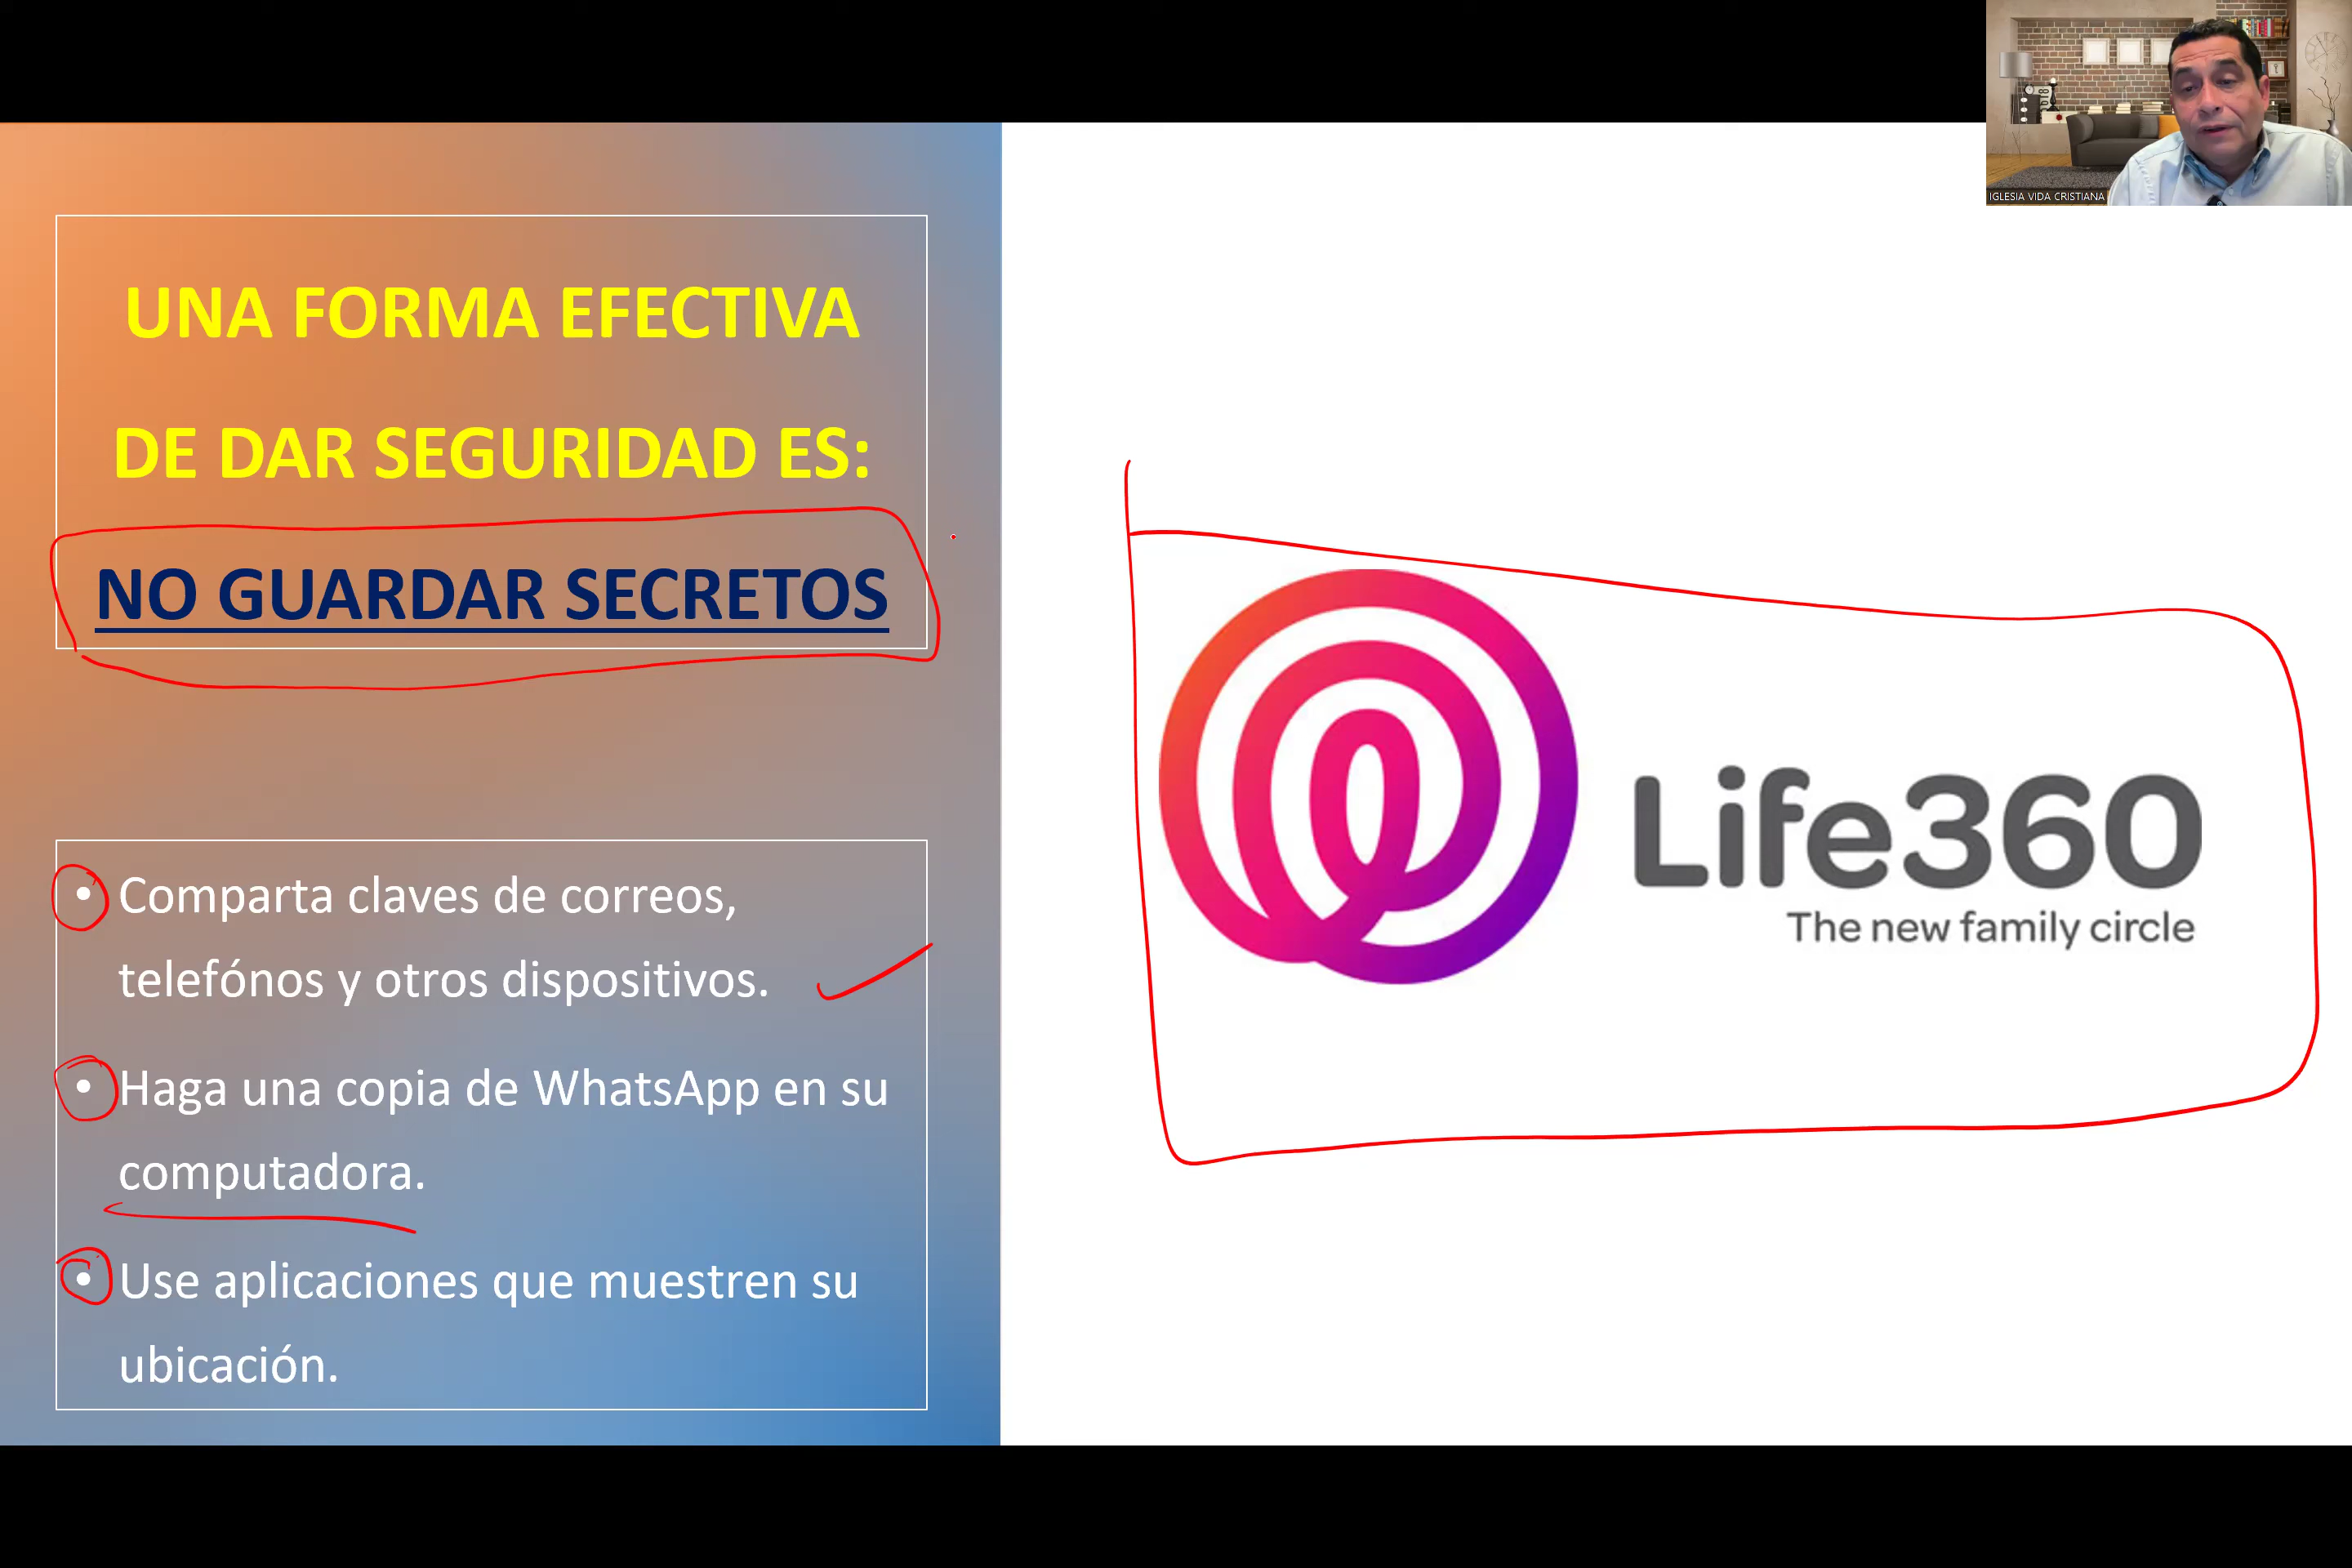 IGLESIA VIDA CRISTIANA
UNA FORMA EFECTIVA
DE DAR SEGURIDAD ES:
NO GUARDAR SECRETOS
• Comparta claves de correos,
telefónos y otros dispositivos.
• Haga una copia de WhatsApp en su
computadora.
• Use aplicaciones que muestren su
ubicación.
Life360
The new family circle